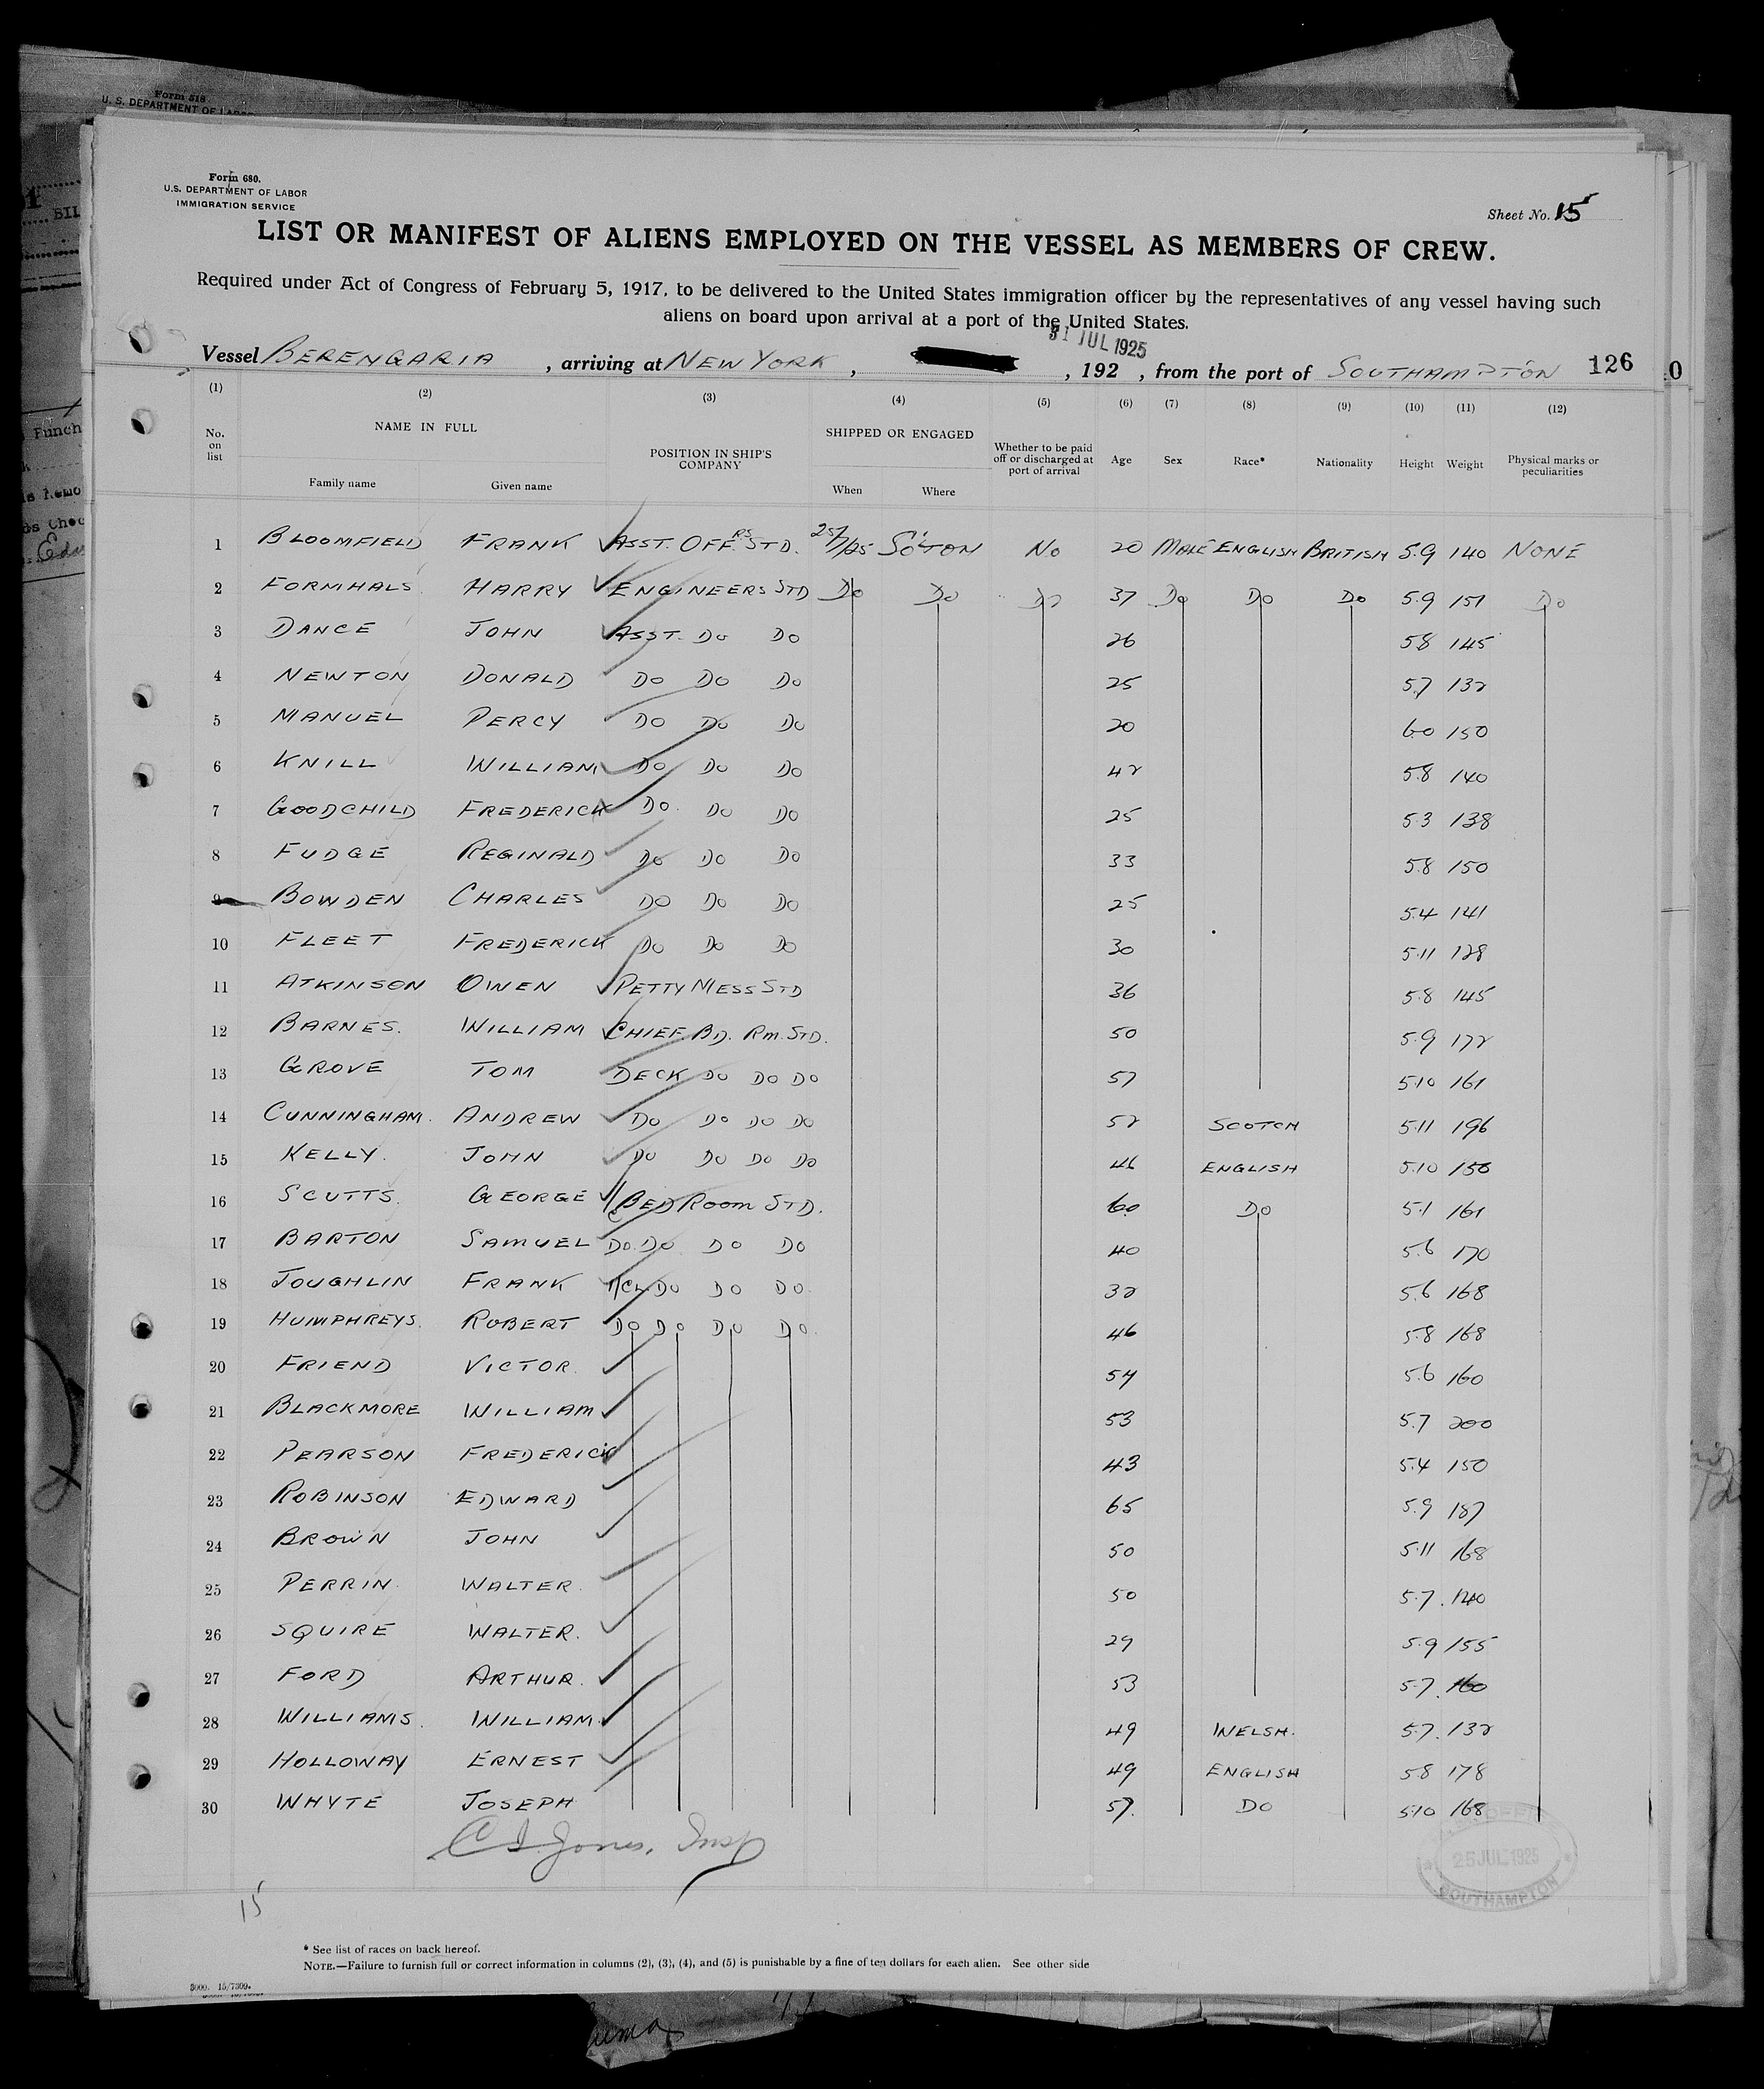 Form 518
U. S. DEPARTMENT OF LABOR
Form 680.
U.S. DEPARTMENT OF LABOR
IMMIGRATION SERVICE
Sheet No. 15
LIST OR MANIFEST OF ALIENS EMPLOYED ON THE VESSEL AS MEMBERS OF CREW.
Required under Act of Congress of February 5, 1917, to be delivered to the United States immigration officer by the representatives of any vessel having such
aliens on board upon arrival at a port of the United States.
31 JUL 1925
Vessel BERENGARIA , arriving at NEW YORK , , 192 , from the port of SOUTHAMPTON 126
(1) (2) (3) (4) (5) (6) (7) (8) (9) (10) (11) (12)
No. on list NAME IN FULL POSITION IN SHIP'S COMPANY SHIPPED OR ENGAGED Whether to be paid off or discharged at port of arrival Age Sex Race* Nationality Height Weight Physical marks or peculiarities
Family name Given name When Where
1 BLOOMFIELD FRANK ASST. OFFRS STD. 25/7/25 SO'TON NO 20 MALE ENGLISH BRITISH 5.9 140 NONE
2 FORMHALS HARRY ENGINEERS STD DO DO DO 37 DO DO DO 5.9 151 DO
3 DANCE JOHN ASST. DO DO 26 5.8 145
4 NEWTON DONALD DO DO DO 25 5.7 132
5 MANUEL PERCY DO DO DO 20 6.0 150
6 KNILL WILLIAM DO DO DO 42 5.8 140
7 GOODCHILD FREDERICK DO DO DO 25 5.3 138
8 FUDGE REGINALD DO DO DO 33 5.8 150
9 BOWDEN CHARLES DO DO DO 25 5.4 141
10 FLEET FREDERICK DO DO DO 30 5.11 128
11 ATKINSON OWEN PETTY MESS STD 36 5.8 145
12 BARNES. WILLIAM CHIEF. BD. RM. STD. 50 5.9 172
13 GROVE TOM DECK DO DO DO 57 5.10 161
14 CUNNINGHAM. ANDREW DO DO DO DO 52 SCOTCH 5.11 196
15 KELLY. JOHN DO DO DO DO 46 ENGLISH 5.10 150
16 SCUTTS. GEORGE BED ROOM STD. 60 DO 5.1 161
17 BARTON SAMUEL DO. DO DO DO 40 5.6 170
18 JOUGHLIN FRANK 1/CL DO DO DO. 32 5.6 168
19 HUMPHREYS. ROBERT DO DO DO DO. 46 5.8 168
20 FRIEND VICTOR. 54 5.6 160
21 BLACKMORE WILLIAM 53 5.7 200
22 PEARSON FREDERICK 43 5.4 150
23 ROBINSON EDWARD 65 5.9 187
24 BROWN JOHN 50 5.11 168
25 PERRIN. WALTER. 50 5.7. 140
26 SQUIRE WALTER. 29 5.9 155
27 FORD ARTHUR. 53 5.7. 160
28 WILLIAMS. WILLIAM. 49 WELSH. 5.7. 132
29 HOLLOWAY ERNEST 49 ENGLISH 5.8 178
30 WHYTE JOSEPH 57. DO 5.10 168
C I Jones, Insp
25 JUL 1925
SOUTHAMPTON
15
* See list of races on back hereof.
NOTE.—Failure to furnish full or correct information in columns (2), (3), (4), and (5) is punishable by a fine of ten dollars for each alien. See other side
5000. 15/7309.